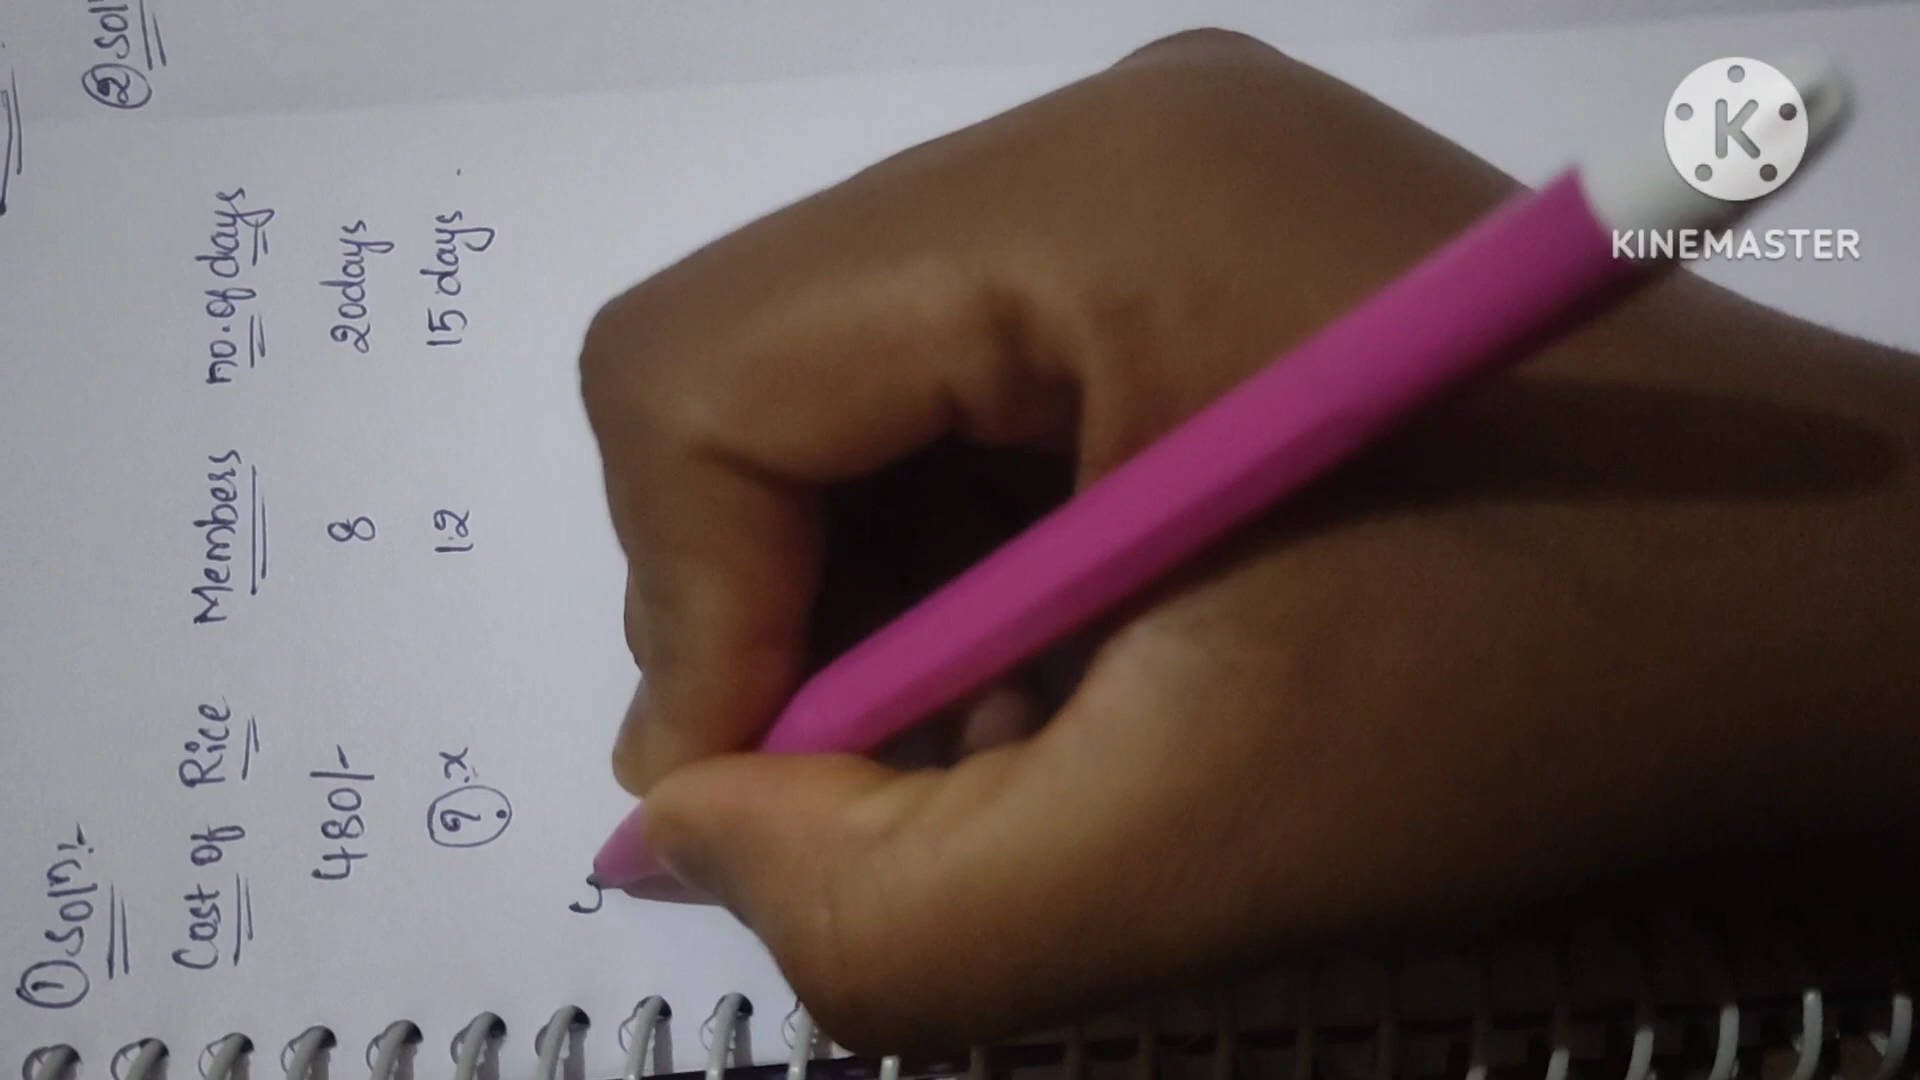 ① Soln:-
Cost of Rice Members no. of days
480/- 8 20days
? x 12 15 days.
② Sol
KINEMASTER